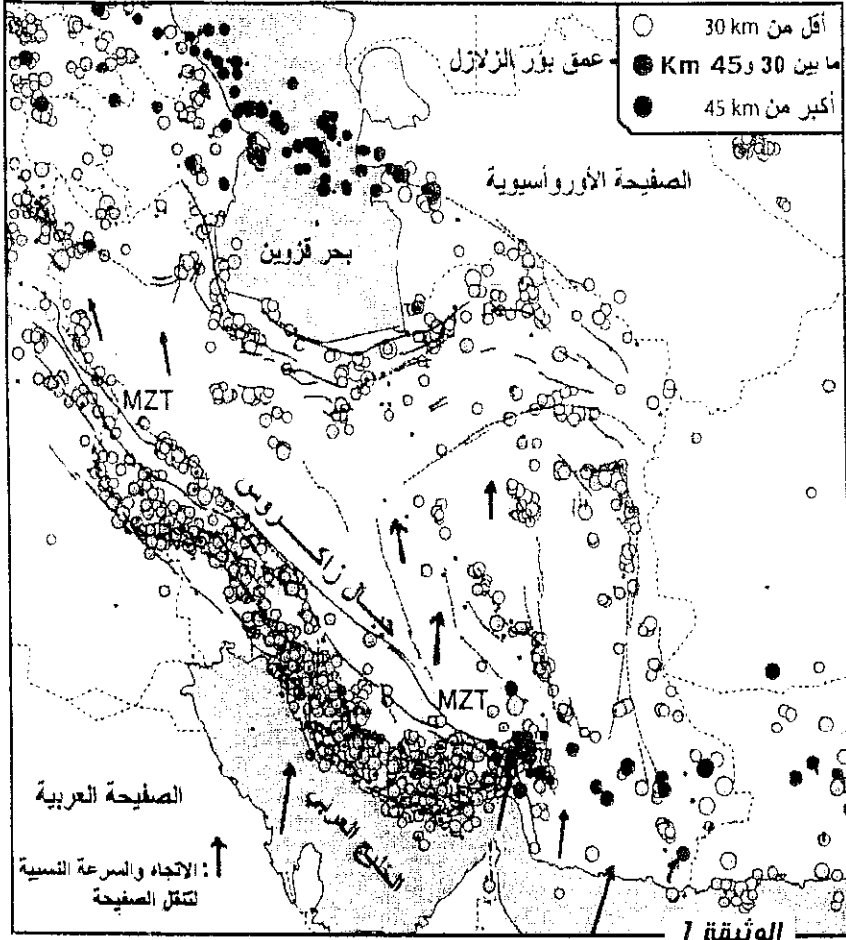 أقل من 30 km
ما بين 30 و45 Km
أكبر من 45 km
عمق بؤر الزلازل
الصفيحة الأوروأسيوية
بحر قزوين
MZT
جبال زاكروس
MZT
الصفيحة العربية
الخليج العربي
: الاتجاه والسرعة النسبية
لتنقل الصفيحة
الوثيقة 1